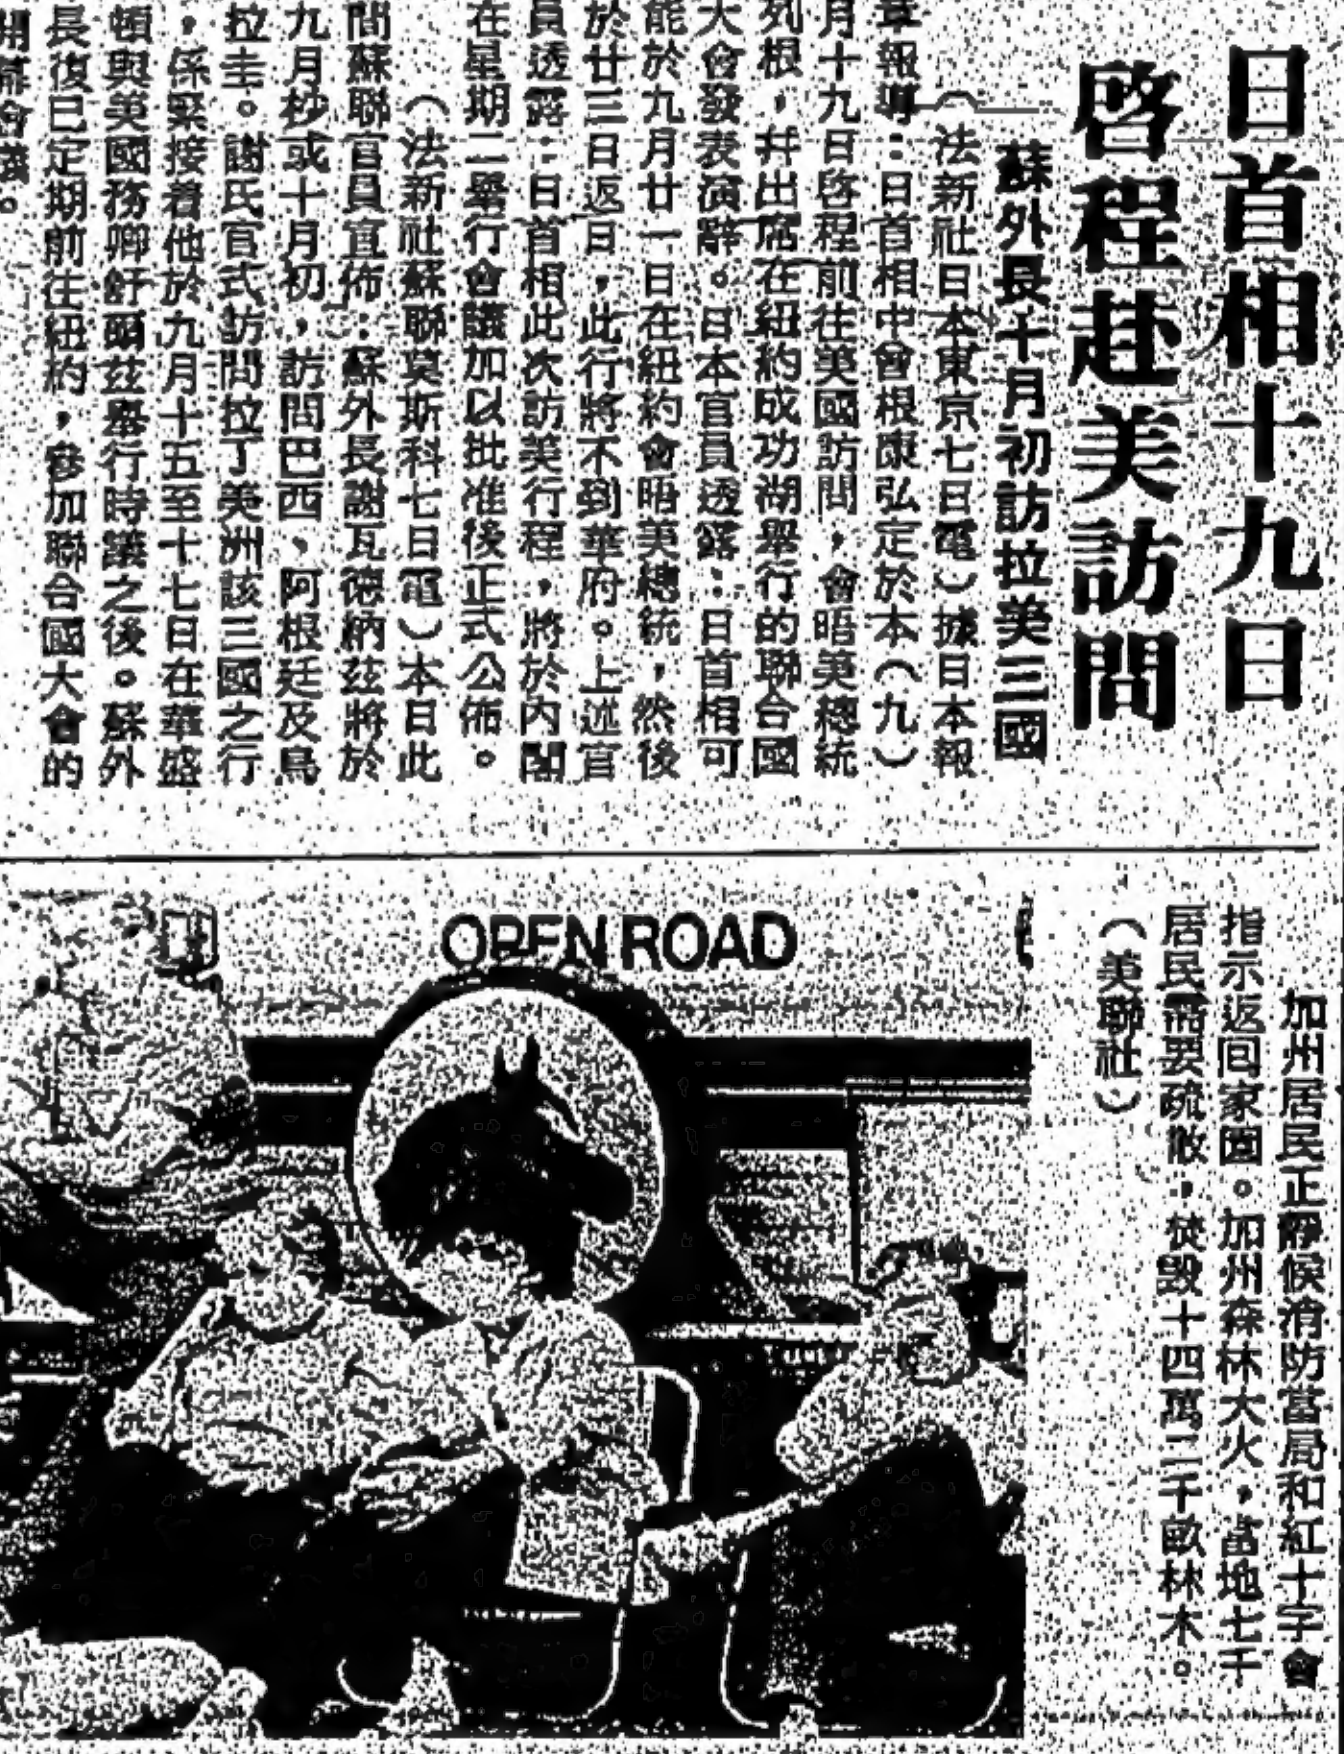 日首相十九日
啓程赴美訪問
蘇外長十月初訪拉美三國
（法新社日本東京七日電）據日本報
章報導：日首相中曾根康弘定於本（九）
月十九日啓程前往美國訪問，會晤美總統
列根，并出席在紐約成功湖舉行的聯合國
大會發表演辭。日本官員透露：日首相可
能於九月廿一日在紐約會晤美總統，然後
於廿三日返日，此行將不到華府。上述官
員透露：日首相此次訪美行程，將於内閣
在星期二舉行會議加以批准後正式公佈。
（法新社蘇聯莫斯科七日電）本日此
間蘇聯官員宣佈：蘇外長謝瓦德納茲將於
九月杪或十月初，訪問巴西、阿根廷及烏
拉圭。謝氏官式訪問拉丁美洲該三國之行
，係緊接着他於九月十五至十七日在華盛
頓與美國務卿舒爾兹舉行時議之後。蘇外
長復已定期前往紐約，參加聯合國大會的
開幕會議。
加州居民正靜候消防當局和紅十字會
指示返回家園。加州森林大火，當地七千
居民需要疏散，焚毀十四萬二千畝林木。
（美聯社）
OPEN ROAD